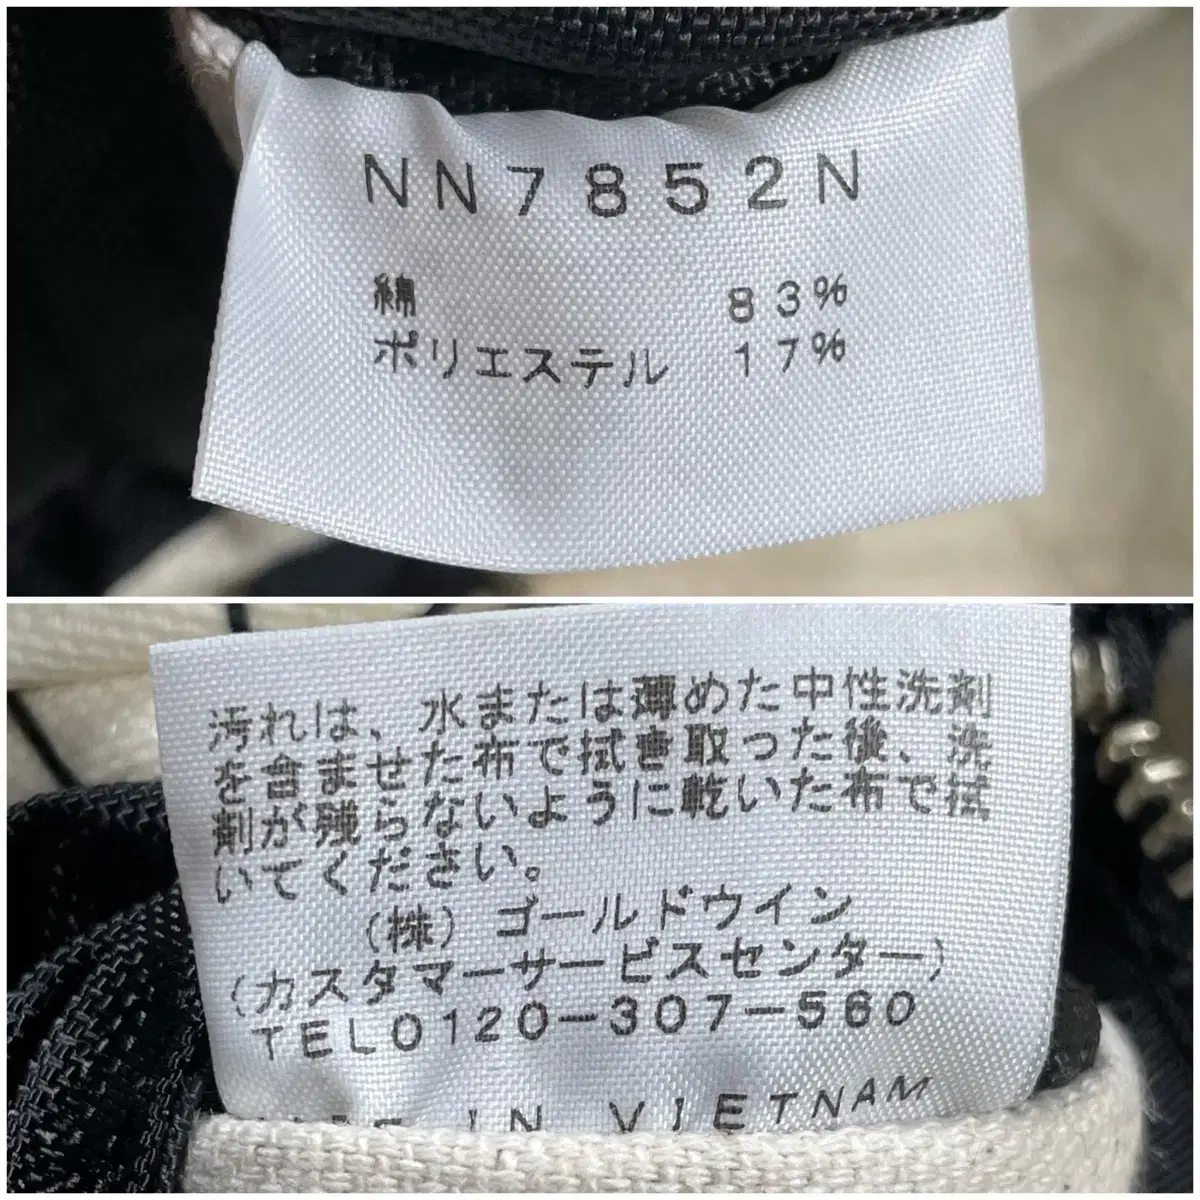 NN7852N
綿 83%
ポリエステル 17%
汚れは、水または薄めた中性洗剤
を含ませた布で拭き取った後、洗
剤が残らないように乾いた布で拭
いてください。
(株)ゴールドウイン
(カスタマーサービスセンター)
TEL0120-307-560
IN VIETNAM